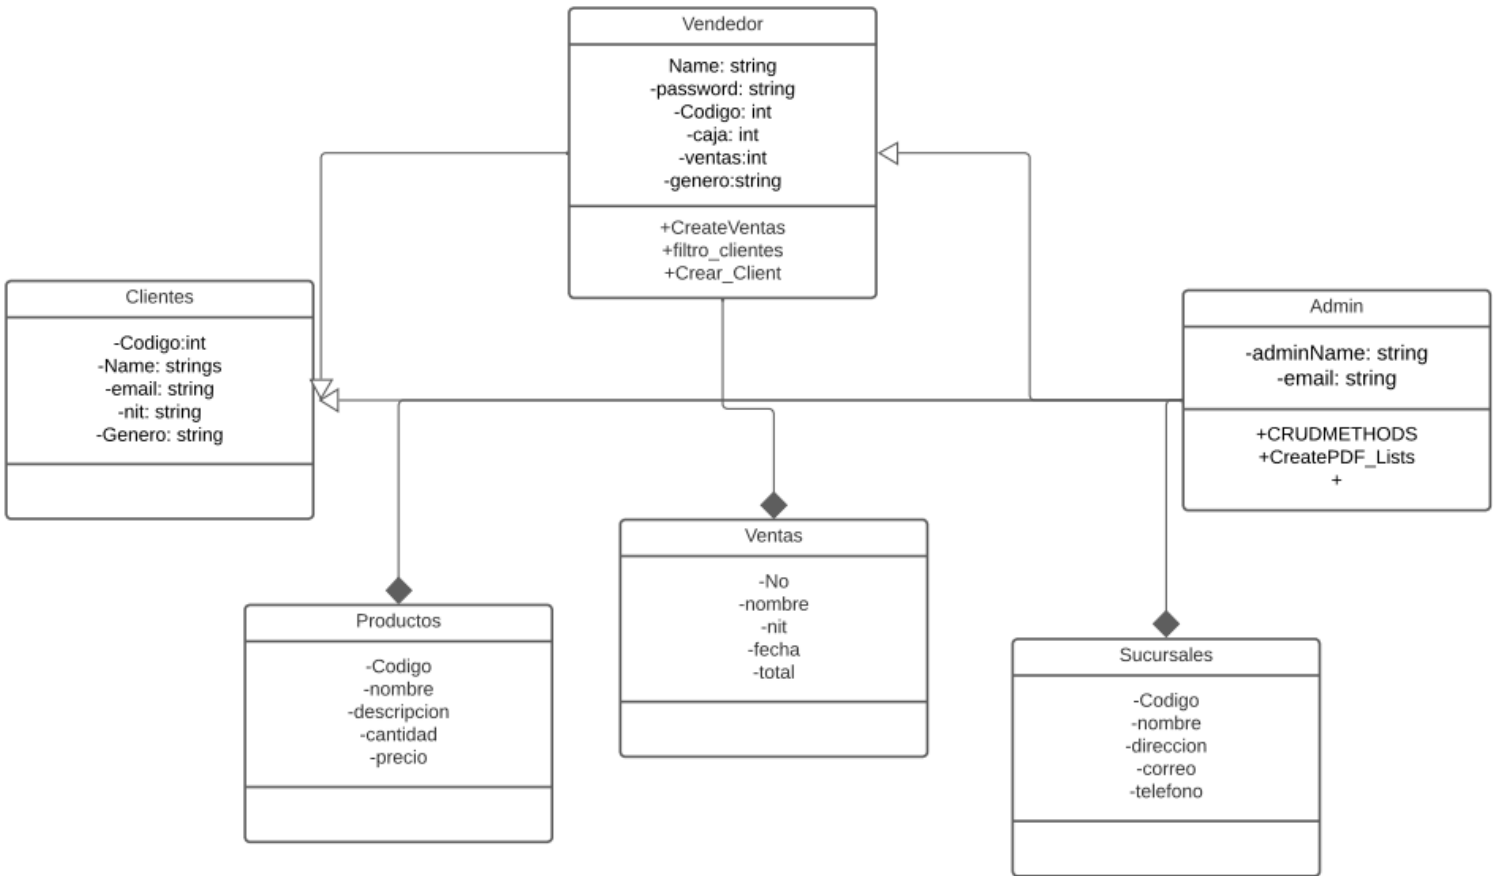 Vendedor
Name: string
-password: string
-Codigo: int
-caja: int
-ventas:int
-genero:string
+CreateVentas
+filtro_clientes
+Crear_Client
Clientes
-Codigo:int
-Name: strings
-email: string
-nit: string
-Genero: string
Admin
-adminName: string
-email: string
+CRUDMETHODS
+CreatePDF_Lists
+
Productos
-Codigo
-nombre
-descripcion
-cantidad
-precio
Ventas
-No
-nombre
-nit
-fecha
-total
Sucursales
-Codigo
-nombre
-direccion
-correo
-telefono